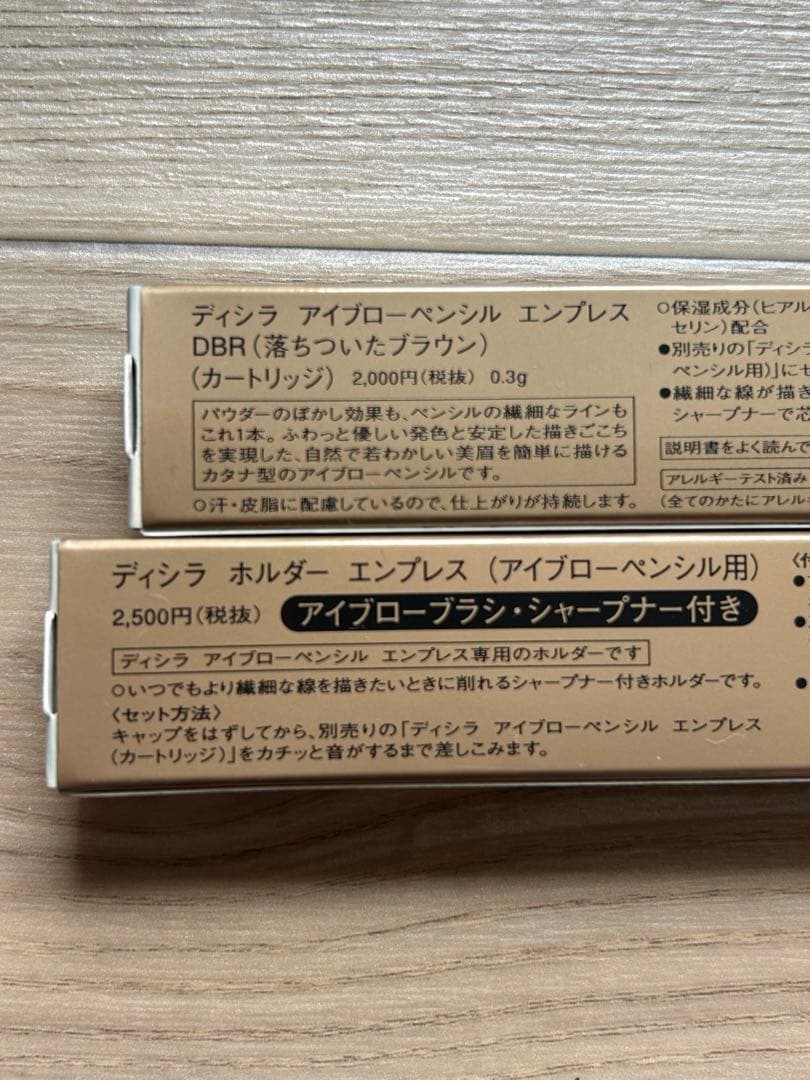 ディシラ アイブローペンシル エンプレス
DBR(落ちついたブラウン)
(カートリッジ) 2,000円(税抜) 0.3g
パウダーのぼかし効果も、ペンシルの繊細なラインも
これ1本。ふわっと優しい発色と安定した描きごこち
を実現した、自然で若わかしい美眉を簡単に描ける
カタナ型のアイブローペンシルです。
○汗・皮脂に配慮しているので、仕上がりが持続します。
○保湿成分(ヒアル
セリン)配合
●別売りの「ディシラ
ペンシル用)」にセ
●繊細な線が描き
シャープナーで芯
説明書をよく読んで
アレルギーテスト済み
(全てのかたにアレルギ
ディシラ ホルダー エンプレス (アイブローペンシル用)
2,500円(税抜) アイブローブラシ・シャープナー付き
ディシラ アイブローペンシル エンプレス専用のホルダーです
○いつでもより繊細な線を描きたいときに削れるシャープナー付きホルダーです。
〈セット方法〉
キャップをはずしてから、別売りの「ディシラ アイブローペンシル エンプレス
(カートリッジ)」をカチッと音がするまで差しこみます。